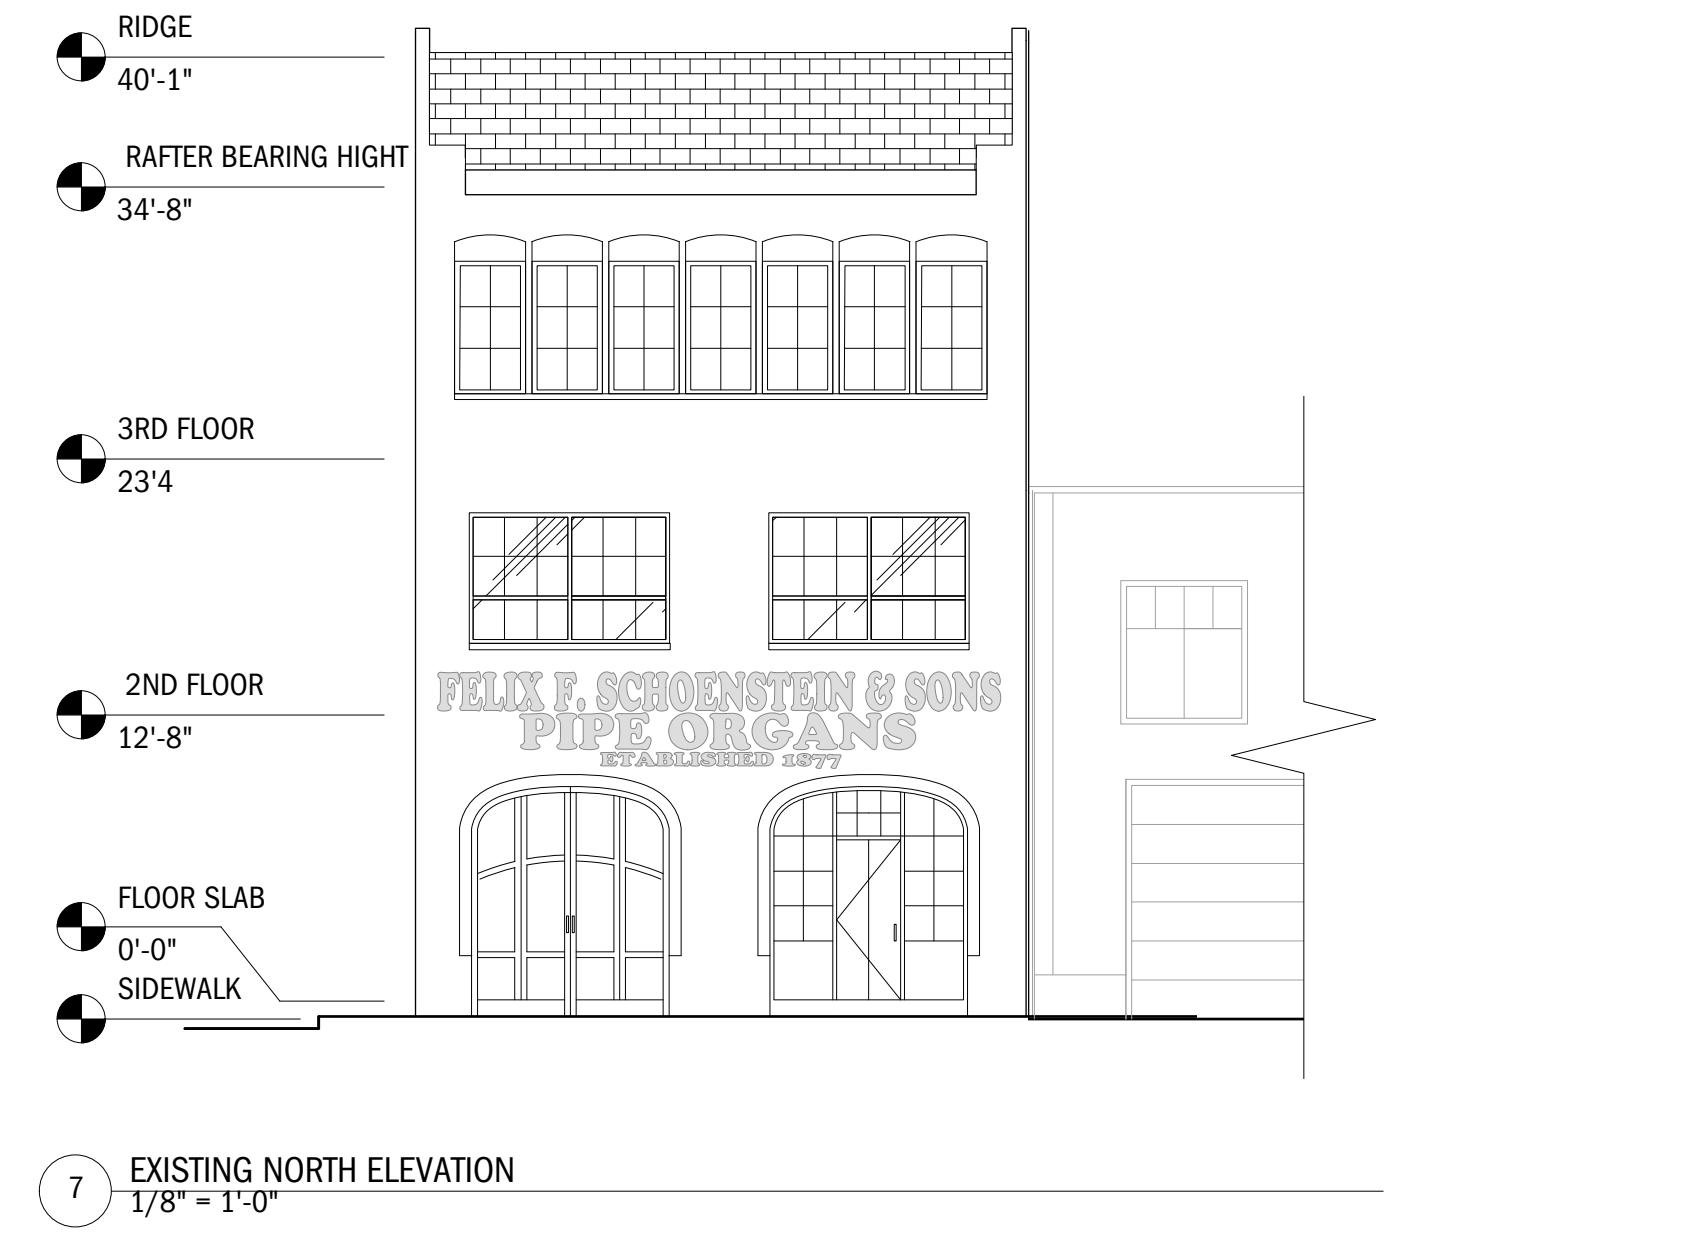 RIDGE
40'-1"
RAFTER BEARING HIGHT
34'-8"
3RD FLOOR
23'4
2ND FLOOR
12'-8"
FELIX F. SCHOENSTEIN & SONS
PIPE ORGANS
ETABLISHED 1877
FLOOR SLAB
0'-0"
SIDEWALK
7
EXISTING NORTH ELEVATION
1/8" = 1'-0"